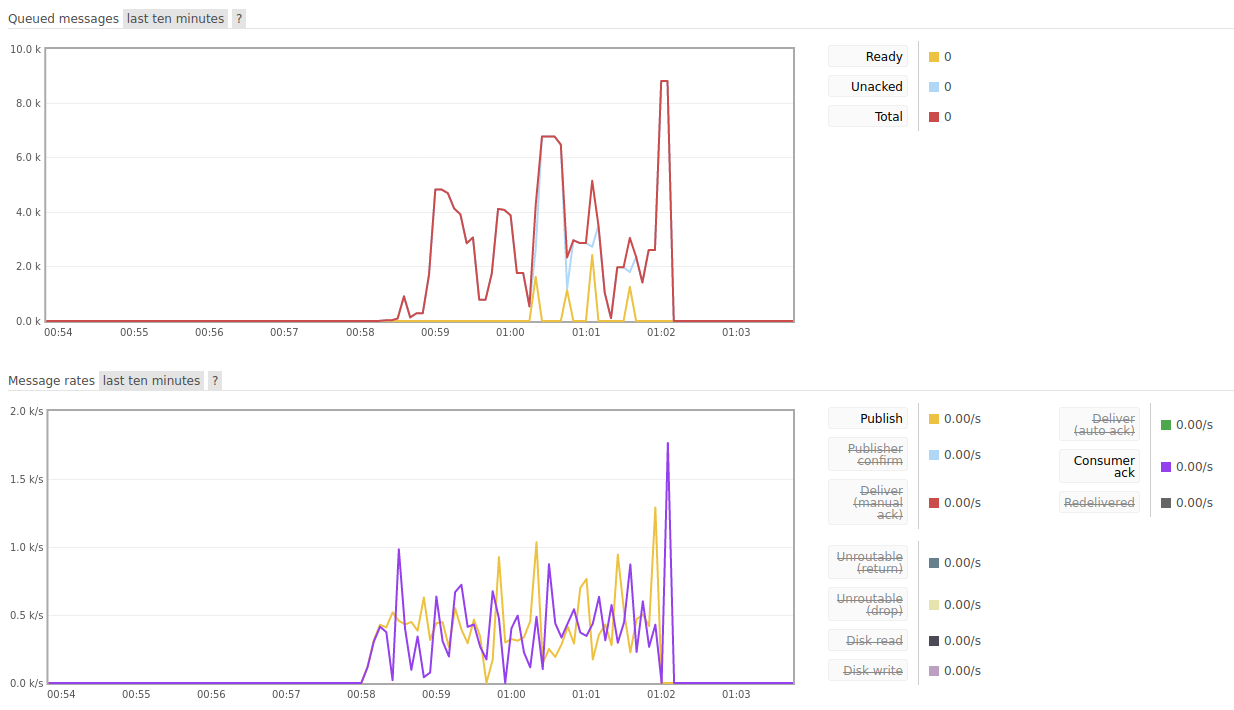 Queued messages last ten minutes ?
10.0 k
8.0 k
6.0 k
4.0 k
2.0 k
0.0 k
00:54 00:55 00:56 00:57 00:58 00:59 01:00 01:01 01:02 01:03
Ready 0
Unacked 0
Total 0
Message rates last ten minutes ?
2.0 k/s
1.5 k/s
1.0 k/s
0.5 k/s
0.0 k/s
00:54 00:55 00:56 00:57 00:58 00:59 01:00 01:01 01:02 01:03
Publish 0.00/s
Publisher
confirm 0.00/s
Deliver
(manual
ack) 0.00/s
Deliver
(auto ack) 0.00/s
Consumer
ack 0.00/s
Redelivered 0.00/s
Unroutable
(return) 0.00/s
Unroutable
(drop) 0.00/s
Disk read 0.00/s
Disk write 0.00/s